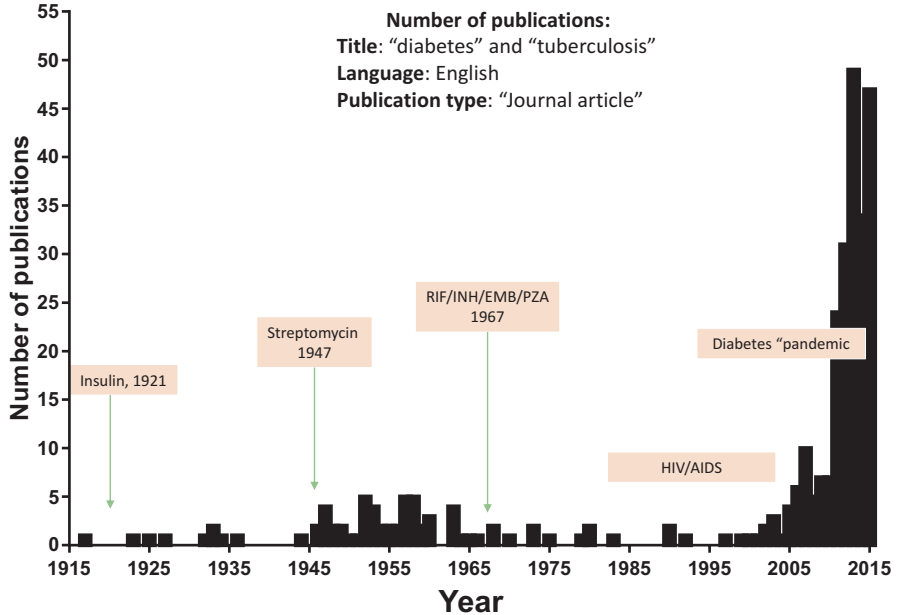 Number of publications:
Title: “diabetes” and “tuberculosis”
Language: English
Publication type: “Journal article”
Number of publications
55
50
45
40
35
30
25
20
15
10
5
0
RIF/INH/EMB/PZA
1967
Streptomycin
1947
Diabetes “pandemic
Insulin, 1921
HIV/AIDS
1915
1925
1935
1945
1955
1965
1975
1985
1995
2005
2015
Year